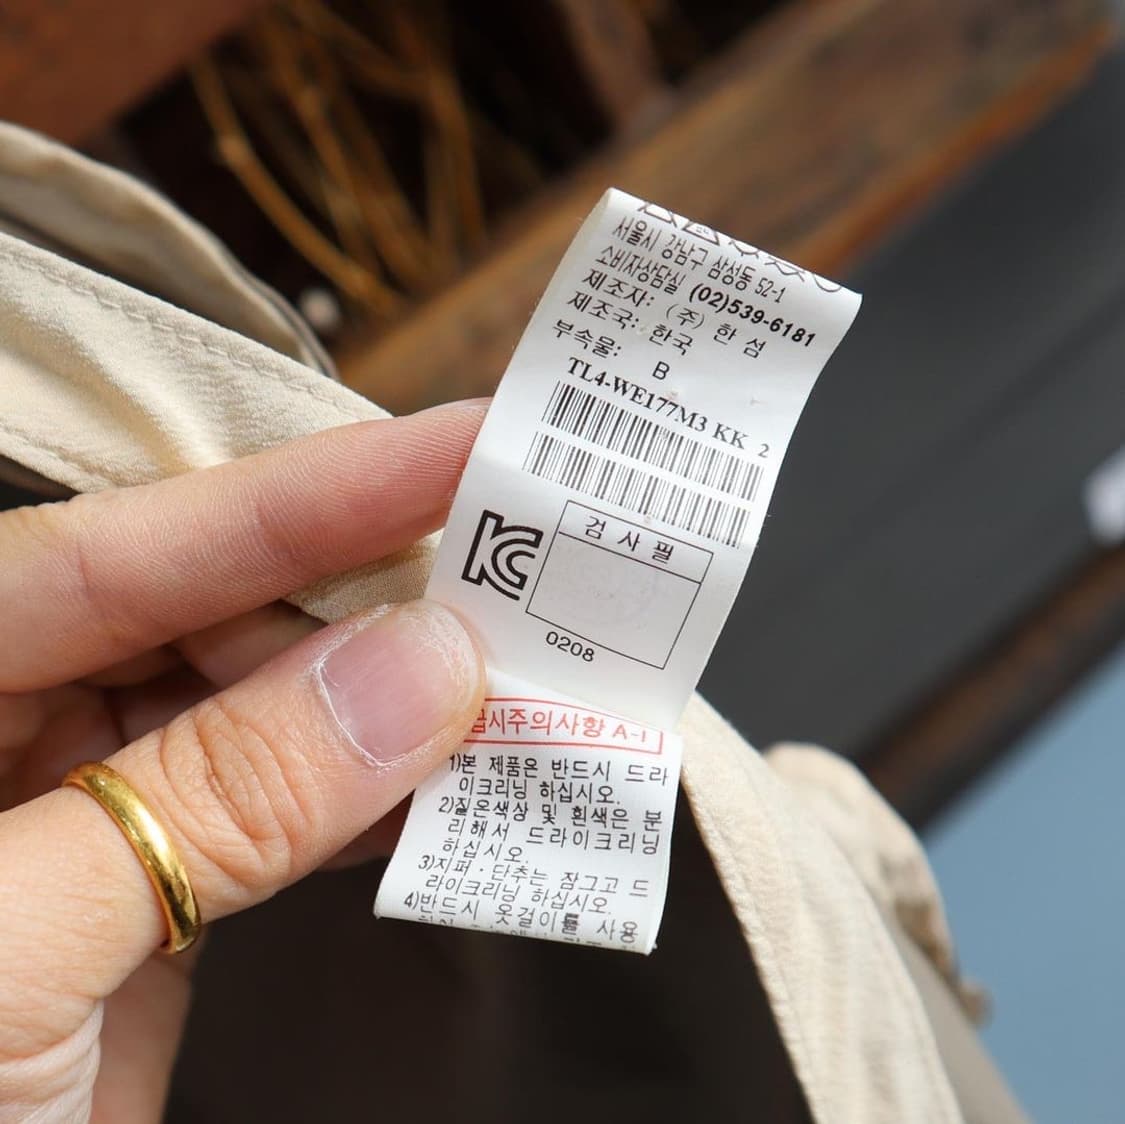 서울시 강남구 삼성동 52-1
소비자상담실 (02)539-6181
제조자: (주) 한 섬
제조국: 한국
부속물: B
TL4-WE177M3 KK 2
KC
검 사 필
0208
급시주의사항 A-1
1)본 제품은 반드시 드라
이크리닝 하십시오.
2)짙은색상 및 흰색은 분
리해서 드라이크리닝
하십시오.
3)지퍼·단추는 잠그고 드
라이크리닝 하십시오.
4)반드시 옷걸이를 사용